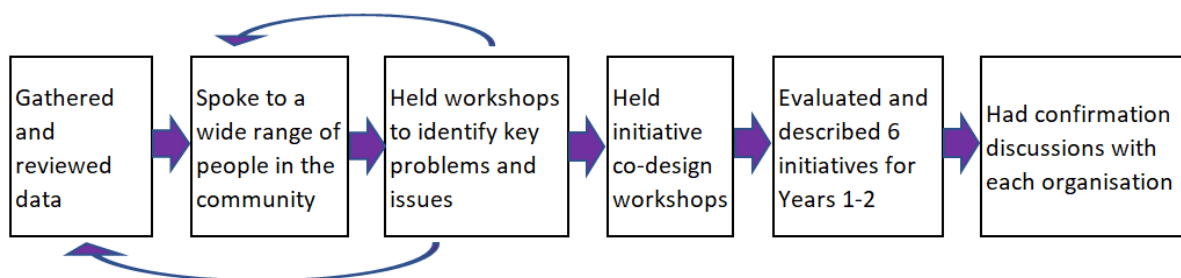 Gathered
and
reviewed
data
Spoke to a
wide range of
people in the
community
Held workshops
to identify key
problems and
issues
Held
initiative
co-design
workshops
Evaluated and
described 6
initiatives for
Years 1-2
Had confirmation
discussions with
each organisation